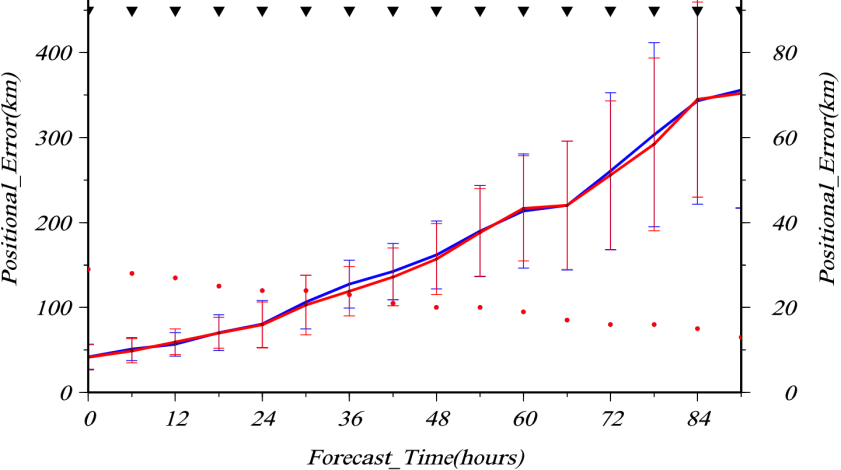 400
300
200
100
0
Positional_Error(km)
80
60
40
20
0
Positional_Error(km)
0 12 24 36 48 60 72 84
Forecast_Time(hours)